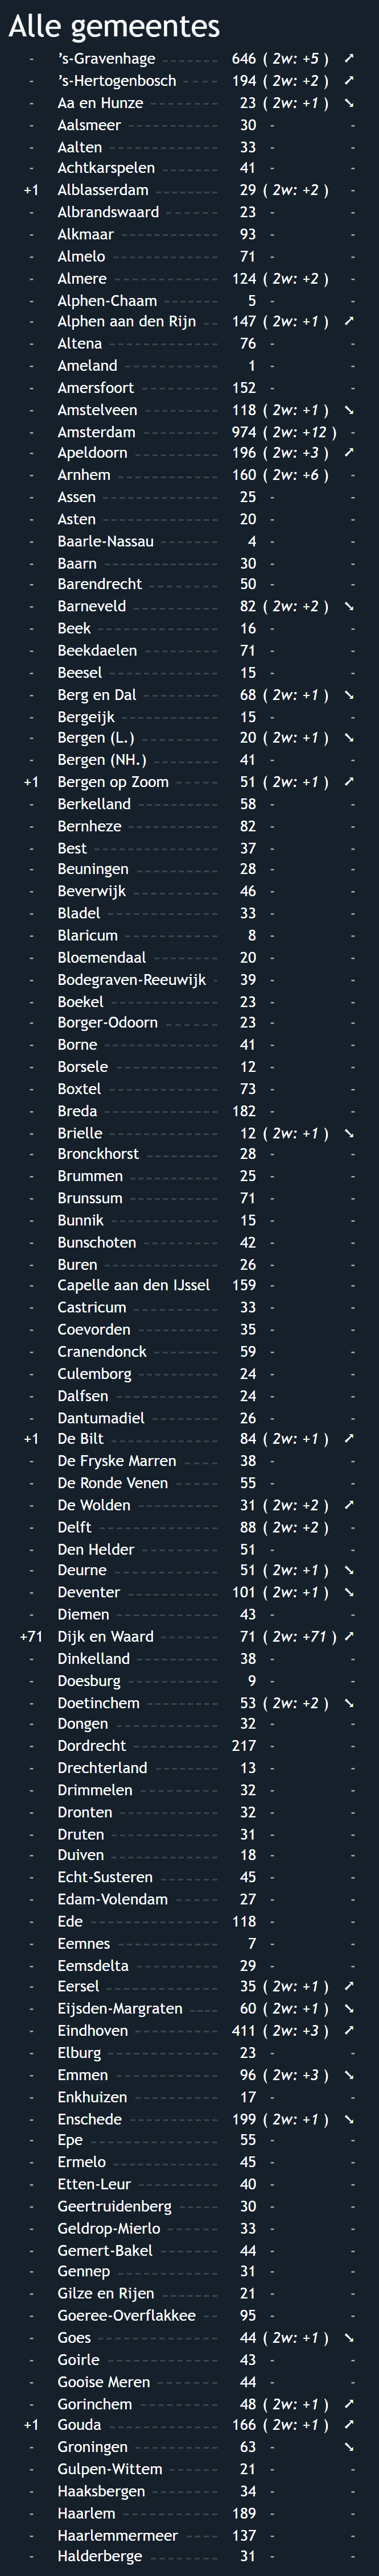 Alle gemeentes
- ’s-Gravenhage 646 ( 2w: +5 ) ➚
- ’s-Hertogenbosch 194 ( 2w: +2 ) ➚
- Aa en Hunze 23 ( 2w: +1 ) ➘
- Aalsmeer 30 - -
- Aalten 33 - -
- Achtkarspelen 41 - -
+1 Alblasserdam 29 ( 2w: +2 ) -
- Albrandswaard 23 - -
- Alkmaar 93 - -
- Almelo 71 - -
- Almere 124 ( 2w: +2 ) -
- Alphen-Chaam 5 - -
- Alphen aan den Rijn 147 ( 2w: +1 ) ➚
- Altena 76 - -
- Ameland 1 - -
- Amersfoort 152 - -
- Amstelveen 118 ( 2w: +1 ) ➘
- Amsterdam 974 ( 2w: +12 ) -
- Apeldoorn 196 ( 2w: +3 ) ➚
- Arnhem 160 ( 2w: +6 ) -
- Assen 25 - -
- Asten 20 - -
- Baarle-Nassau 4 - -
- Baarn 30 - -
- Barendrecht 50 - -
- Barneveld 82 ( 2w: +2 ) ➘
- Beek 16 - -
- Beekdaelen 71 - -
- Beesel 15 - -
- Berg en Dal 68 ( 2w: +1 ) ➘
- Bergeijk 15 - -
- Bergen (L.) 20 ( 2w: +1 ) ➘
- Bergen (NH.) 41 - -
+1 Bergen op Zoom 51 ( 2w: +1 ) ➚
- Berkelland 58 - -
- Bernheze 82 - -
- Best 37 - -
- Beuningen 28 - -
- Beverwijk 46 - -
- Bladel 33 - -
- Blaricum 8 - -
- Bloemendaal 20 - -
- Bodegraven-Reeuwijk 39 - -
- Boekel 23 - -
- Borger-Odoorn 23 - -
- Borne 41 - -
- Borsele 12 - -
- Boxtel 73 - -
- Breda 182 - -
- Brielle 12 ( 2w: +1 ) ➘
- Bronckhorst 28 - -
- Brummen 25 - -
- Brunssum 71 - -
- Bunnik 15 - -
- Bunschoten 42 - -
- Buren 26 - -
- Capelle aan den IJssel 159 - -
- Castricum 33 - -
- Coevorden 35 - -
- Cranendonck 59 - -
- Culemborg 24 - -
- Dalfsen 24 - -
- Dantumadiel 26 - -
+1 De Bilt 84 ( 2w: +1 ) ➚
- De Fryske Marren 38 - -
- De Ronde Venen 55 - -
- De Wolden 31 ( 2w: +2 ) ➚
- Delft 88 ( 2w: +2 ) -
- Den Helder 51 - -
- Deurne 51 ( 2w: +1 ) ➘
- Deventer 101 ( 2w: +1 ) ➘
- Diemen 43 - -
+71 Dijk en Waard 71 ( 2w: +71 ) ➚
- Dinkelland 38 - -
- Doesburg 9 - -
- Doetinchem 53 ( 2w: +2 ) ➘
- Dongen 32 - -
- Dordrecht 217 - -
- Drechterland 13 - -
- Drimmelen 32 - -
- Dronten 32 - -
- Druten 31 - -
- Duiven 18 - -
- Echt-Susteren 45 - -
- Edam-Volendam 27 - -
- Ede 118 - -
- Eemnes 7 - -
- Eemsdelta 29 - -
- Eersel 35 ( 2w: +1 ) ➚
- Eijsden-Margraten 60 ( 2w: +1 ) ➘
- Eindhoven 411 ( 2w: +3 ) ➚
- Elburg 23 - -
- Emmen 96 ( 2w: +3 ) ➘
- Enkhuizen 17 - -
- Enschede 199 ( 2w: +1 ) ➘
- Epe 55 - -
- Ermelo 45 - -
- Etten-Leur 40 - -
- Geertruidenberg 30 - -
- Geldrop-Mierlo 33 - -
- Gemert-Bakel 44 - -
- Gennep 31 - -
- Gilze en Rijen 21 - -
- Goeree-Overflakkee 95 - -
- Goes 44 ( 2w: +1 ) ➘
- Goirle 43 - -
- Gooise Meren 44 - -
- Gorinchem 48 ( 2w: +1 ) ➚
+1 Gouda 166 ( 2w: +1 ) ➚
- Groningen 63 - ➘
- Gulpen-Wittem 21 - -
- Haaksbergen 34 - -
- Haarlem 189 - -
- Haarlemmermeer 137 - -
- Halderberge 31 - -